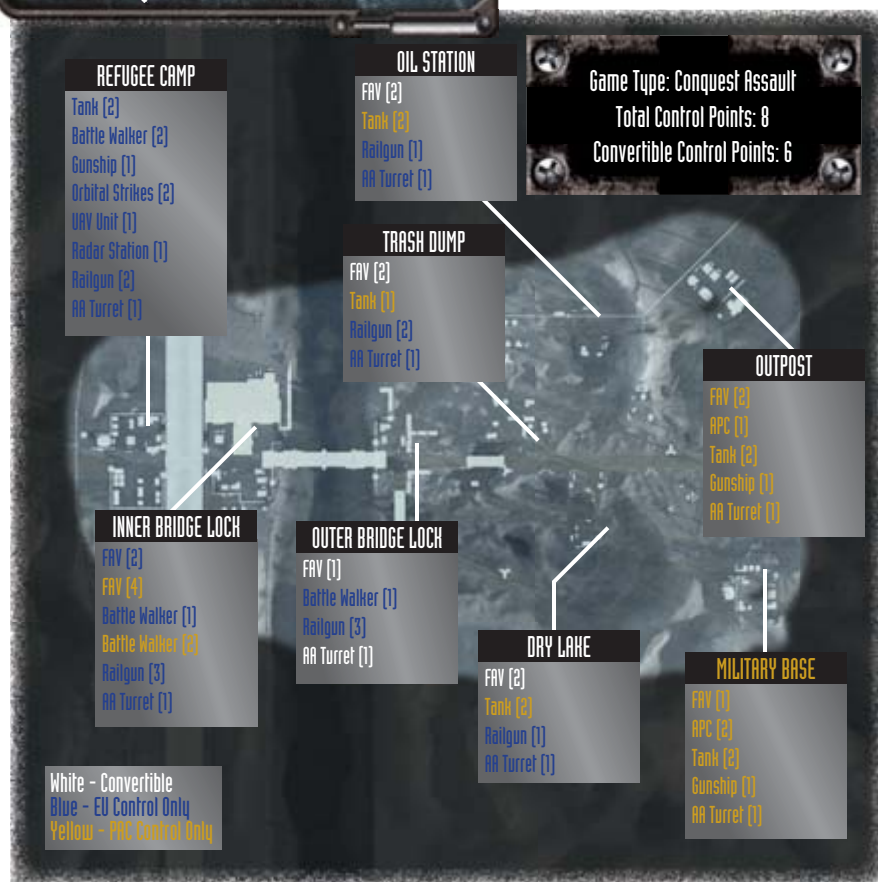 REFUGEE CAMP
Tank (2)
Battle Walker (2)
Gunship (1)
Orbital Strikes (2)
UAV Unit (1)
Radar Station (1)
Railgun (2)
AA Turret (1)
OIL STATION
FAV (2)
Tank (2)
Railgun (1)
AA Turret (1)
Game Type: Conquest Assault
Total Control Points: 8
Convertible Control Points: 6
TRASH DUMP
FAV (2)
Tank (1)
Railgun (2)
AA Turret (1)
OUTPOST
FAV (2)
APC (1)
Tank (2)
Gunship (1)
AA Turret (1)
INNER BRIDGE LOCK
FAV (2)
FAV (4)
Battle Walker (1)
Battle Walker (2)
Railgun (3)
AA Turret (1)
OUTER BRIDGE LOCK
FAV (1)
Battle Walker (1)
Railgun (3)
AA Turret (1)
DRY LAKE
FAV (2)
Tank (2)
Railgun (1)
AA Turret (1)
MILITARY BASE
FAV (1)
APC (2)
Tank (2)
Gunship (1)
AA Turret (1)
White - Convertible
Blue - EU Control Only
Yellow - PAC Control Only